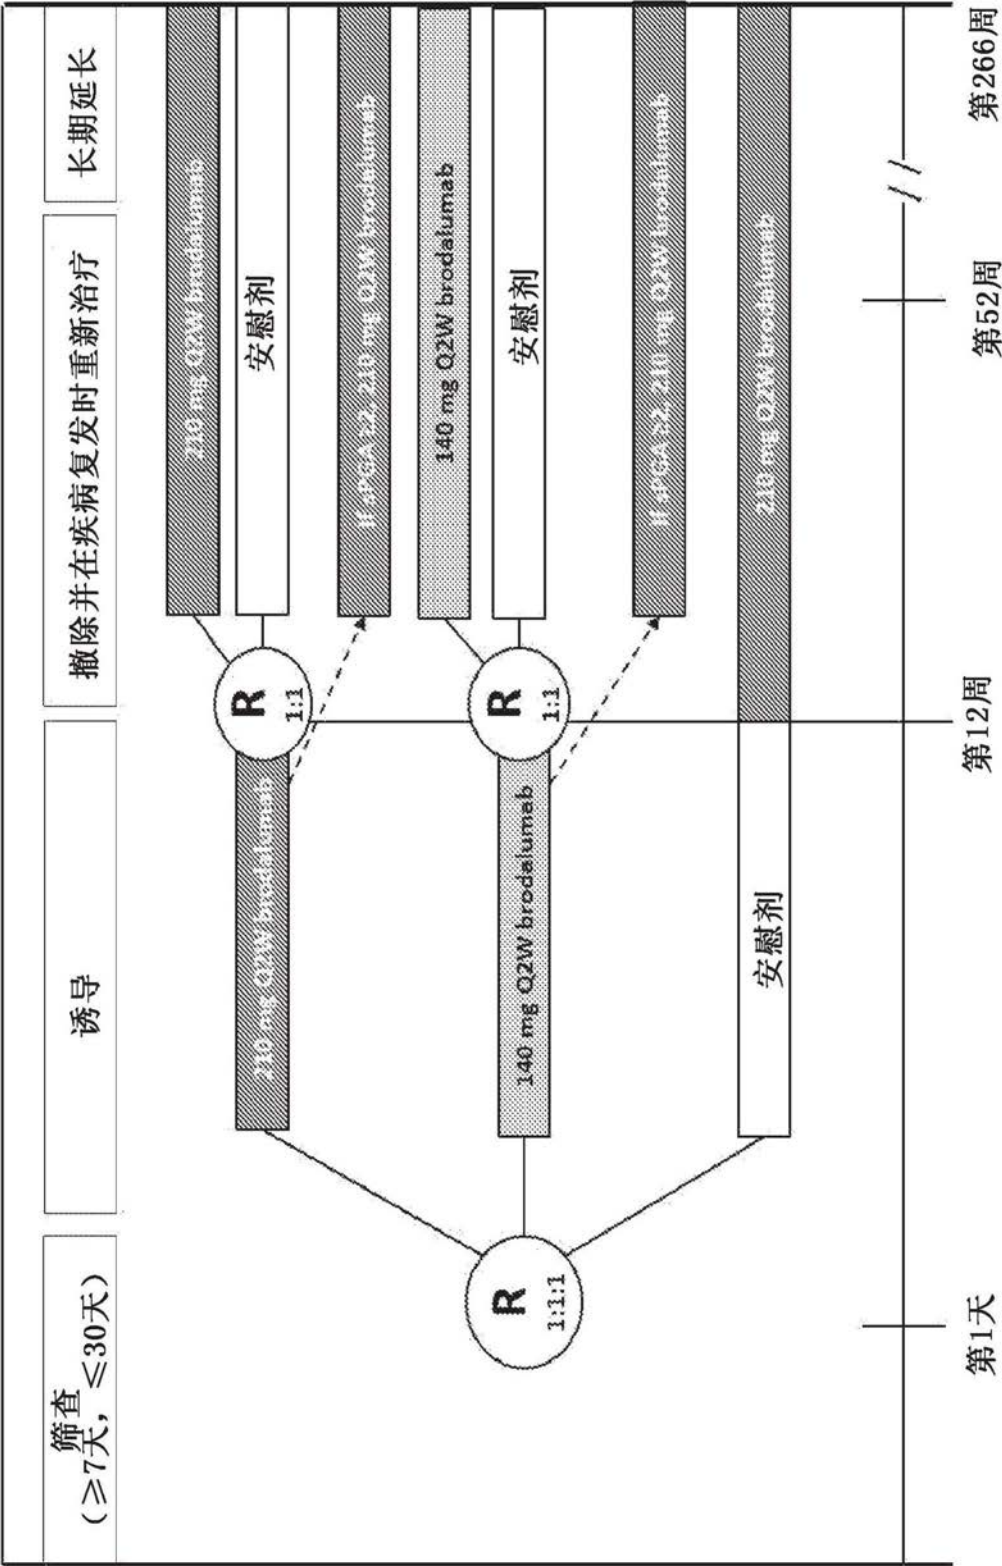 筛查
(≥7天, ≤30天)
诱导
撤除并在疾病复发时重新治疗
长期延长
210 mg Q2W brodalumab
安慰剂
210 mg Q2W brodalumab
R
1:1
If sPGA ≥2, 210 mg Q2W brodalumab
140 mg Q2W brodalumab
R
1:1:1
140 mg Q2W brodalumab
R
1:1
安慰剂
If sPGA ≥2, 210 mg Q2W brodalumab
安慰剂
210 mg Q2W brodalumab
第1天
第12周
第52周
第266周